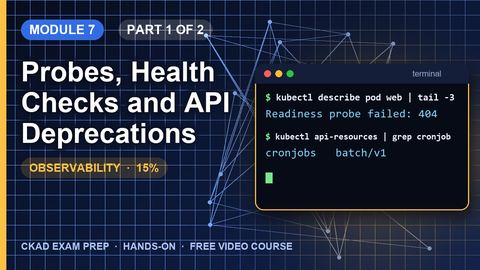 MODULE 7
PART 1 OF 2
Probes, Health
Checks and API
Deprecations
OBSERVABILITY · 15%
terminal
$ kubectl describe pod web | tail -3
Readiness probe failed: 404
$ kubectl api-resources | grep cronjob
cronjobs batch/v1
CKAD EXAM PREP · HANDS-ON · FREE VIDEO COURSE